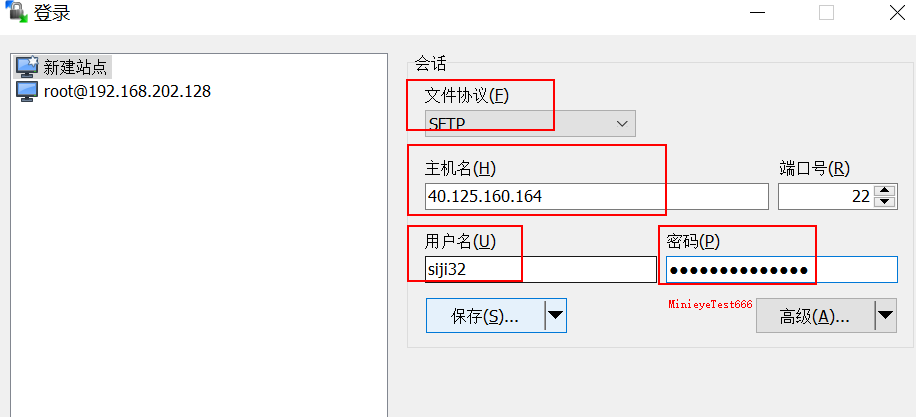 登录
新建站点
root@192.168.202.128
会话
文件协议(F)
SFTP
主机名(H)
端口号(R)
40.125.160.164
22
用户名(U)
密码(P)
siji32
●●●●●●●●●●●●●●
MinieyeTest666
保存(S)...
高级(A)...